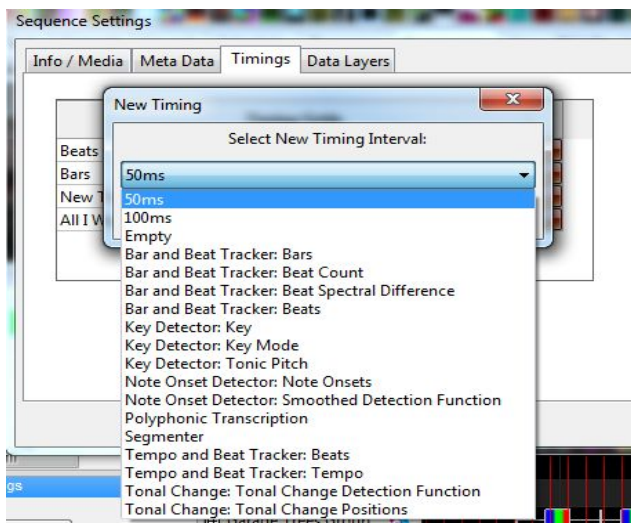 Sequence Settings
Info / Media Meta Data Timings Data Layers
New Timing
Select New Timing Interval:
Beats
Bars
New
All I W
50ms
50ms
100ms
Empty
Bar and Beat Tracker: Bars
Bar and Beat Tracker: Beat Count
Bar and Beat Tracker: Beat Spectral Difference
Bar and Beat Tracker: Beats
Key Detector: Key
Key Detector: Key Mode
Key Detector: Tonic Pitch
Note Onset Detector: Note Onsets
Note Onset Detector: Smoothed Detection Function
Polyphonic Transcription
Segmenter
Tempo and Beat Tracker: Beats
Tempo and Beat Tracker: Tempo
Tonal Change: Tonal Change Detection Function
Tonal Change: Tonal Change Positions
gs